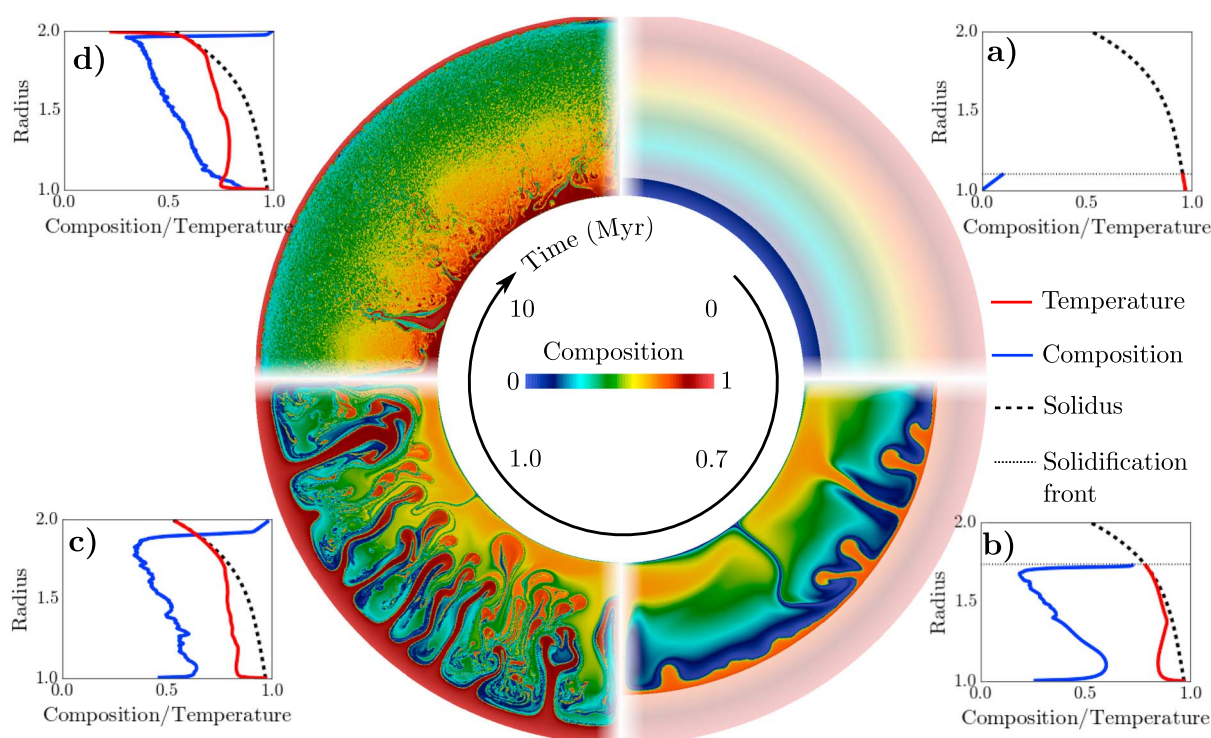 d)
2.0
1.5
1.0
Radius
0.0
0.5
1.0
Composition/Temperature
a)
2.0
1.5
1.0
Radius
0.0
0.5
1.0
Composition/Temperature
Time (Myr)
10
0
Composition
0
1
1.0
0.7
Temperature
Composition
Solidus
Solidification
front
c)
2.0
1.5
1.0
Radius
0.0
0.5
1.0
Composition/Temperature
b)
2.0
1.5
1.0
Radius
0.0
0.5
1.0
Composition/Temperature